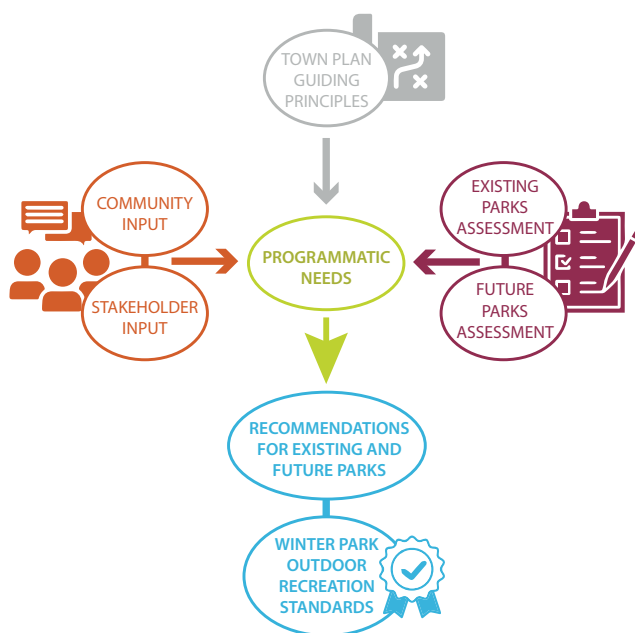 TOWN PLAN
GUIDING
PRINCIPLES
COMMUNITY
INPUT
STAKEHOLDER
INPUT
PROGRAMMATIC
NEEDS
EXISTING
PARKS
ASSESSMENT
FUTURE
PARKS
ASSESSMENT
RECOMMENDATIONS
FOR EXISTING AND
FUTURE PARKS
WINTER PARK
OUTDOOR
RECREATION
STANDARDS